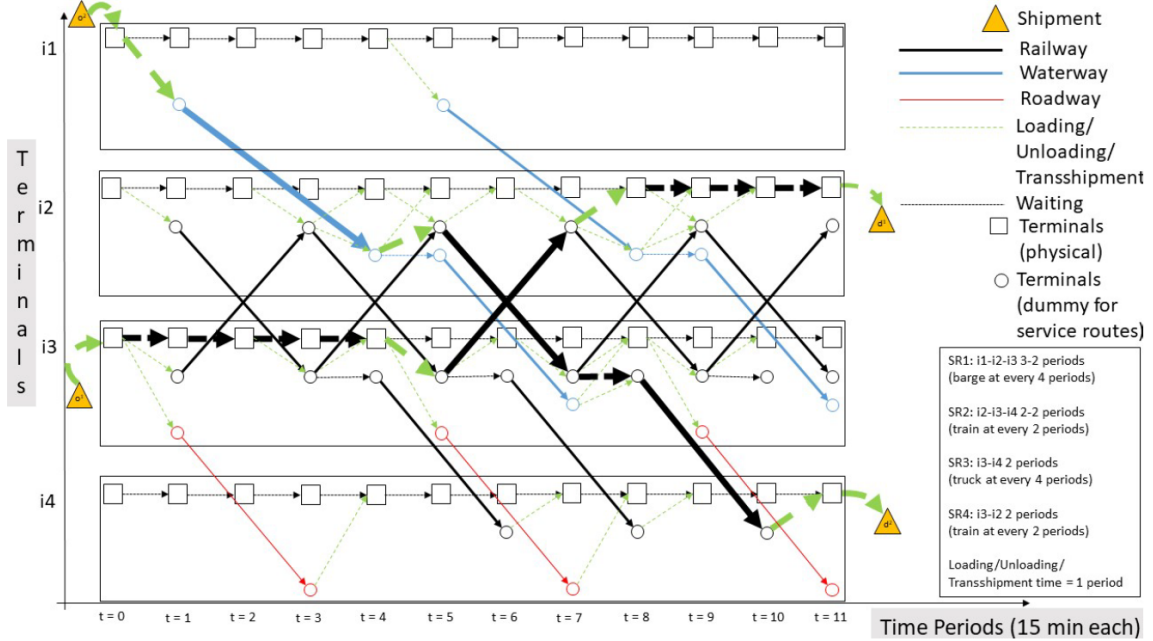 o²
i1
Shipment
Railway
Waterway
Roadway
Loading/
Unloading/
Transshipment
Waiting
Terminals
(physical)
Terminals
(dummy for
service routes)
T
e
r
m
i
n
a
l
s
i2
d¹
i3
o¹
i4
d²
SR1: i1-i2-i3 3-2 periods
(barge at every 4 periods)
SR2: i2-i3-i4 2-2 periods
(train at every 2 periods)
SR3: i3-i4 2 periods
(truck at every 4 periods)
SR4: i3-i2 2 periods
(train at every 2 periods)
Loading/Unloading/
Transshipment time = 1 period
t = 0 t = 1 t = 2 t = 3 t = 4 t = 5 t = 6 t = 7 t = 8 t = 9 t = 10 t = 11
Time Periods (15 min each)